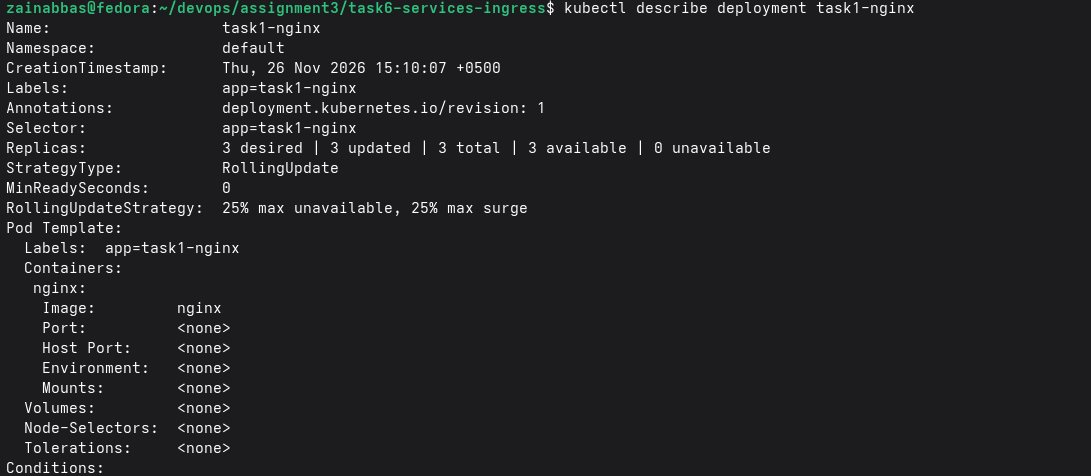 zainabbas@fedora:~/devops/assignment3/task6-services-ingress$ kubectl describe deployment task1-nginx
Name:                   task1-nginx
Namespace:              default
CreationTimestamp:      Thu, 26 Nov 2026 15:10:07 +0500
Labels:                 app=task1-nginx
Annotations:            deployment.kubernetes.io/revision: 1
Selector:               app=task1-nginx
Replicas:               3 desired | 3 updated | 3 total | 3 available | 0 unavailable
StrategyType:           RollingUpdate
MinReadySeconds:        0
RollingUpdateStrategy:  25% max unavailable, 25% max surge
Pod Template:
  Labels:  app=task1-nginx
  Containers:
   nginx:
    Image:         nginx
    Port:          <none>
    Host Port:     <none>
    Environment:   <none>
    Mounts:        <none>
  Volumes:         <none>
  Node-Selectors:  <none>
  Tolerations:     <none>
Conditions: